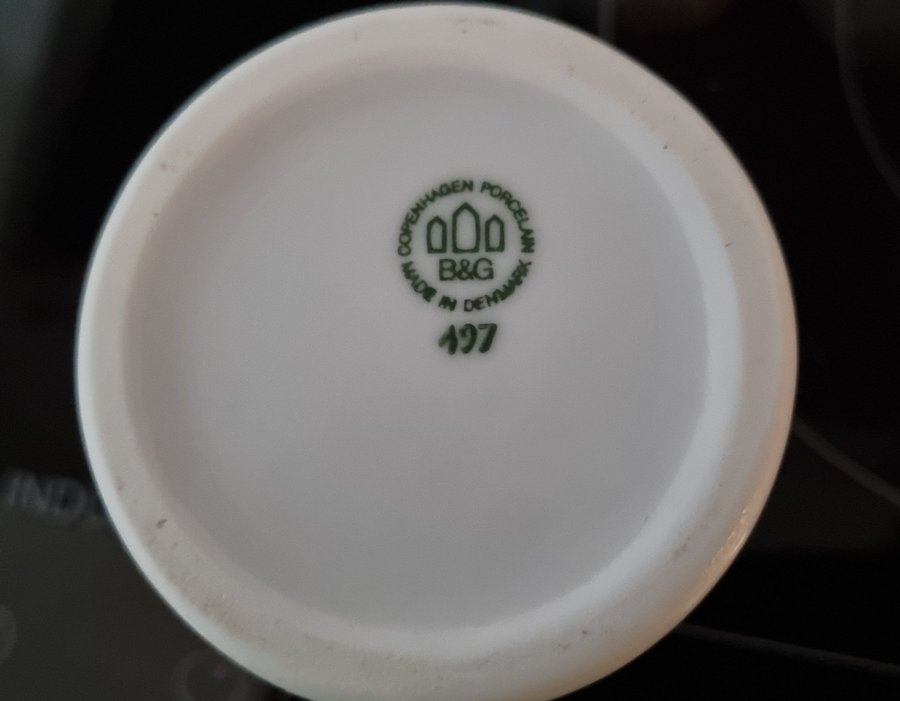 COPENHAGEN PORCELAIN
B&G
MADE IN DENMARK
197